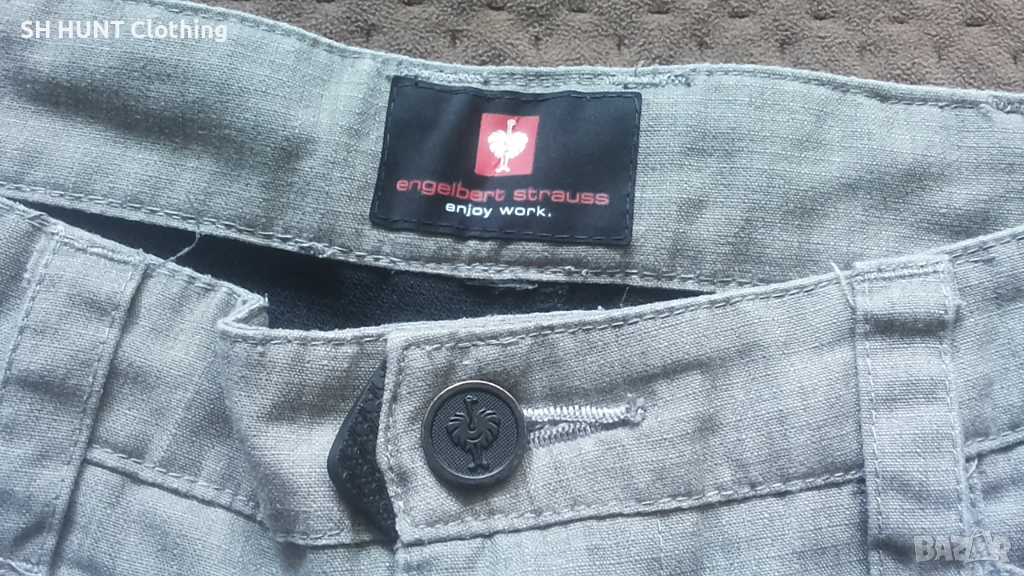 SH HUNT Clothing
engelbert strauss
enjoy work.
BAZAR